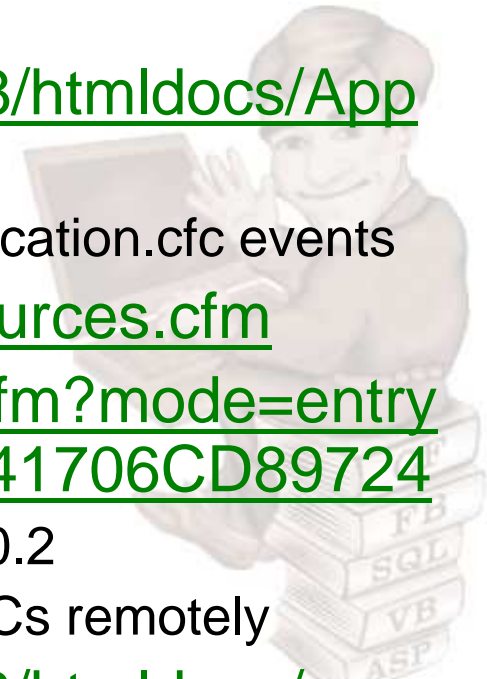 3/htmldocs/App
cation.cfc events
urces.cfm
fm?mode=entry
41706CD89724
F
FB
0.2
SQL
Cs remotely
VB
ASP